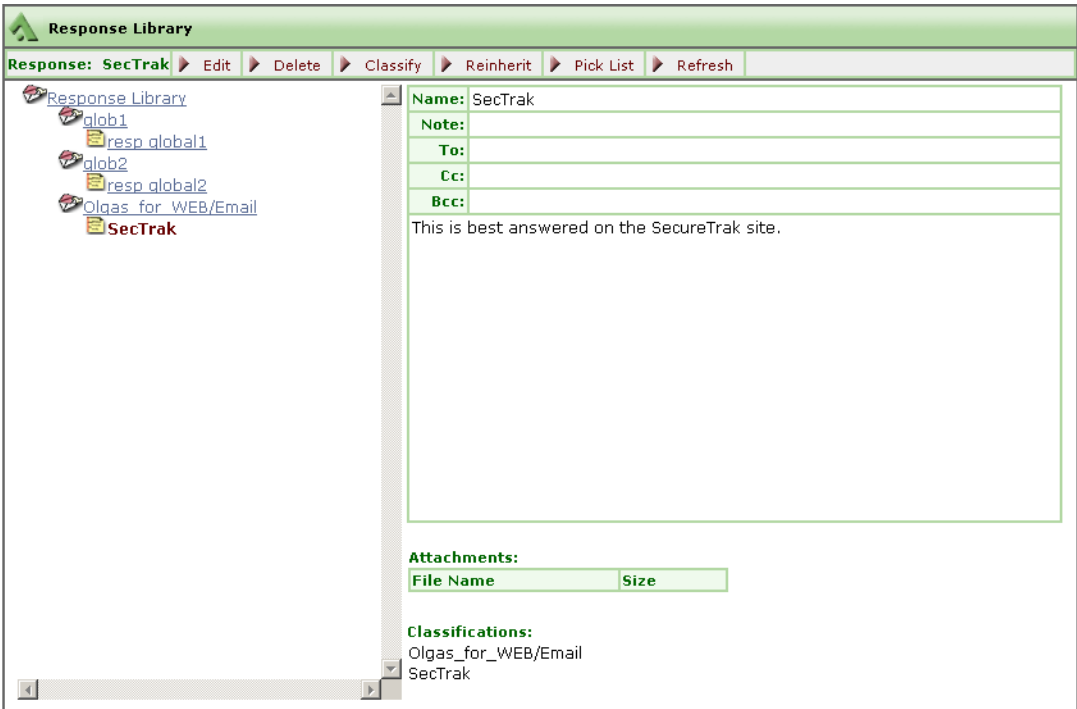 Response Library
Response: SecTrak Edit Delete Classify Reinherit Pick List Refresh
Response Library
glob1
resp global1
glob2
resp global2
Olgas_for_WEB/Email
SecTrak
Name: SecTrak
Note:
To:
Cc:
Bcc:
This is best answered on the SecureTrak site.
Attachments:
File Name Size
Classifications:
Olgas_for_WEB/Email
SecTrak